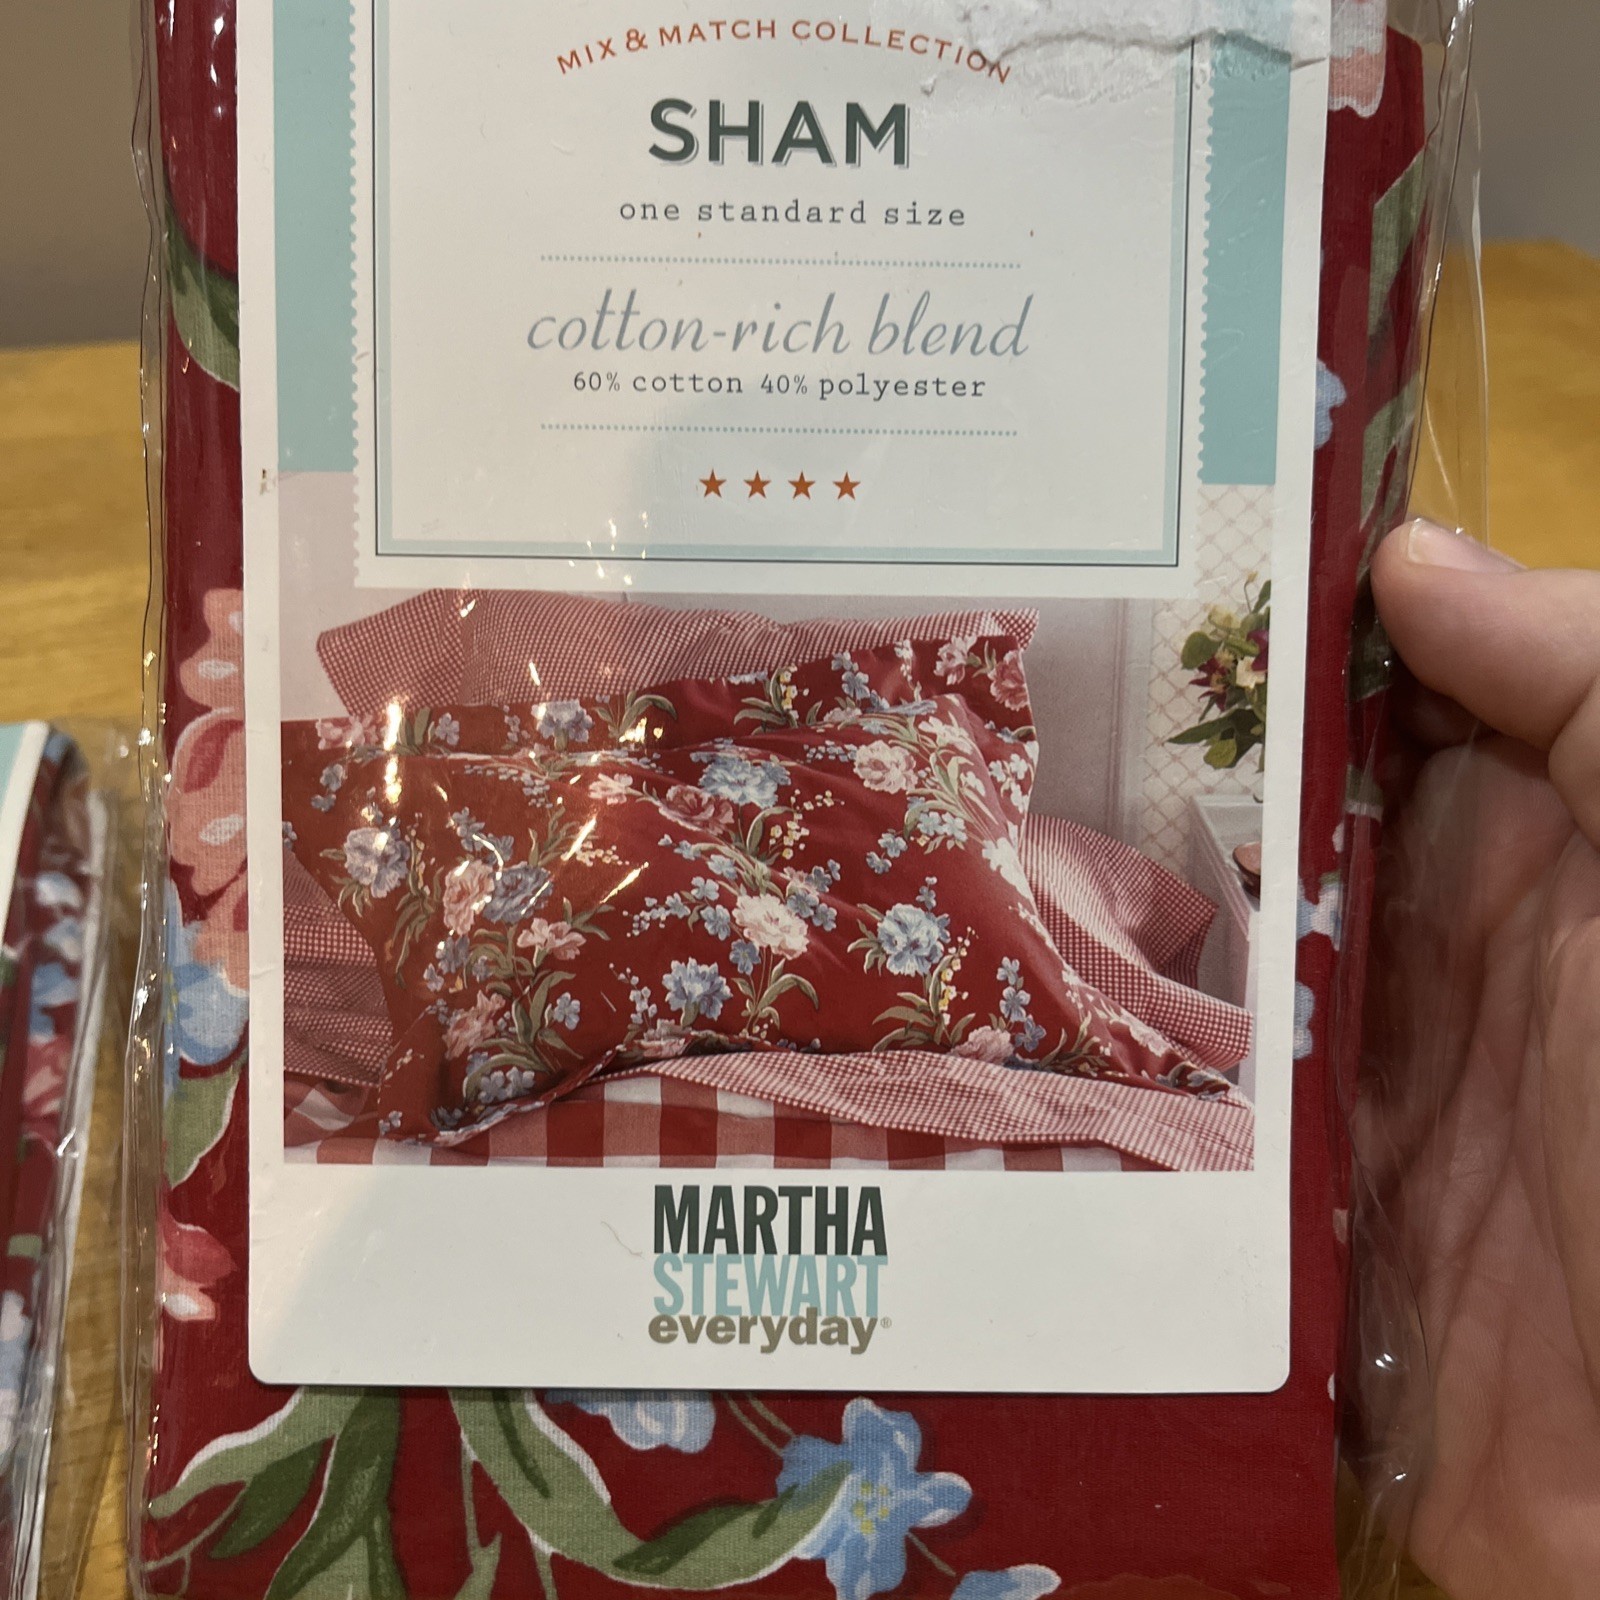 MIX & MATCH COLLECTION
SHAM
one standard size
cotton-rich blend
60% cotton 40% polyester
MARTHA
STEWART
everyday®